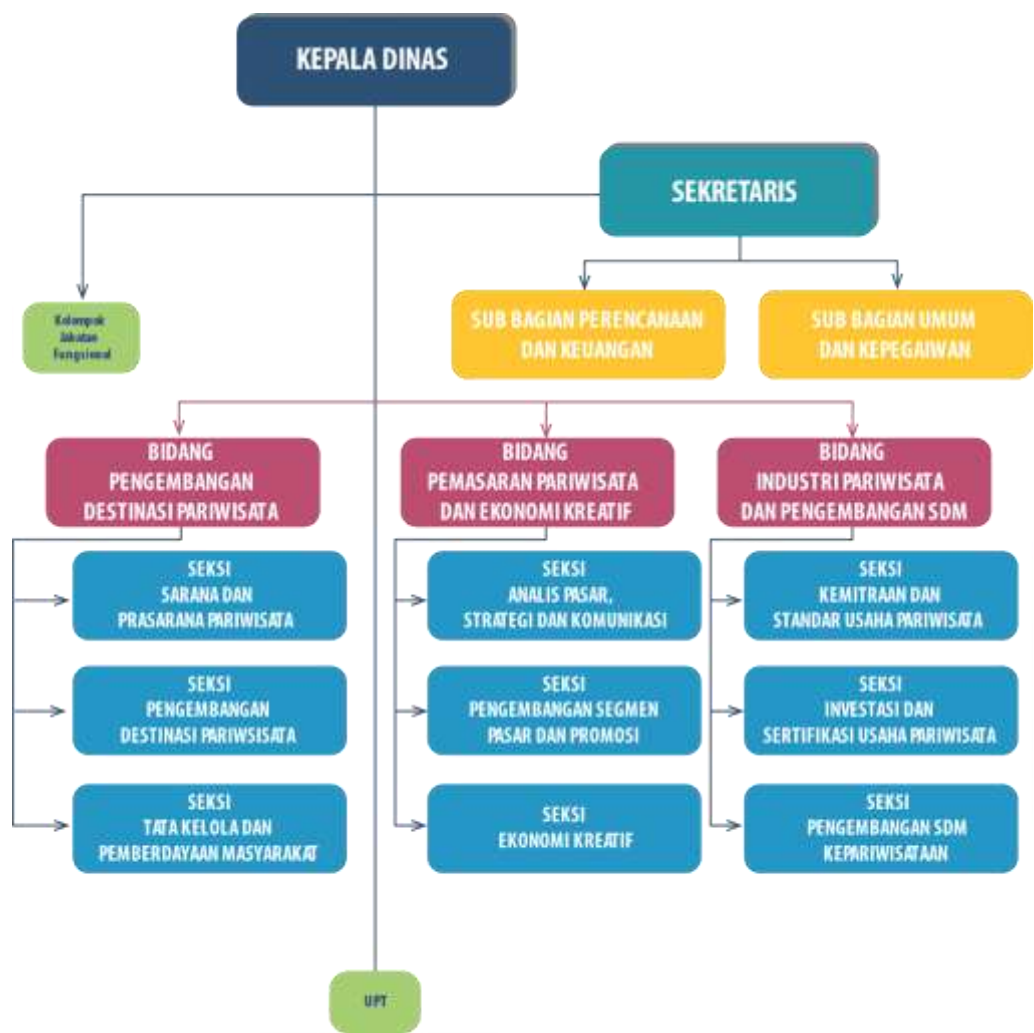 KEPALA DINAS
SEKRETARIS
Kelompok
Jabatan
Fungsional
SUB BAGIAN PERENCANAAN
DAN KEUANGAN
SUB BAGIAN UMUM
DAN KEPEGAIWAN
BIDANG
PENGEMBANGAN
DESTINASI PARIWISATA
BIDANG
PEMASARAN PARIWISATA
DAN EKONOMI KREATIF
BIDANG
INDUSTRI PARIWISATA
DAN PENGEMBANGAN SDM
SEKSI
SARANA DAN
PRASARANA PARIWISATA
SEKSI
ANALIS PASAR,
STRATEGI DAN KOMUNIKASI
SEKSI
KEMITRAAN DAN
STANDAR USAHA PARIWISATA
SEKSI
PENGEMBANGAN
DESTINASI PARIWSISATA
SEKSI
PENGEMBANGAN SEGMEN
PASAR DAN PROMOSI
SEKSI
INVESTASI DAN
SERTIFIKASI USAHA PARIWISATA
SEKSI
TATA KELOLA DAN
PEMBERDAYAAN MASYARAKAT
SEKSI
EKONOMI KREATIF
SEKSI
PENGEMBANGAN SDM
KEPARIWISATAAN
UPT